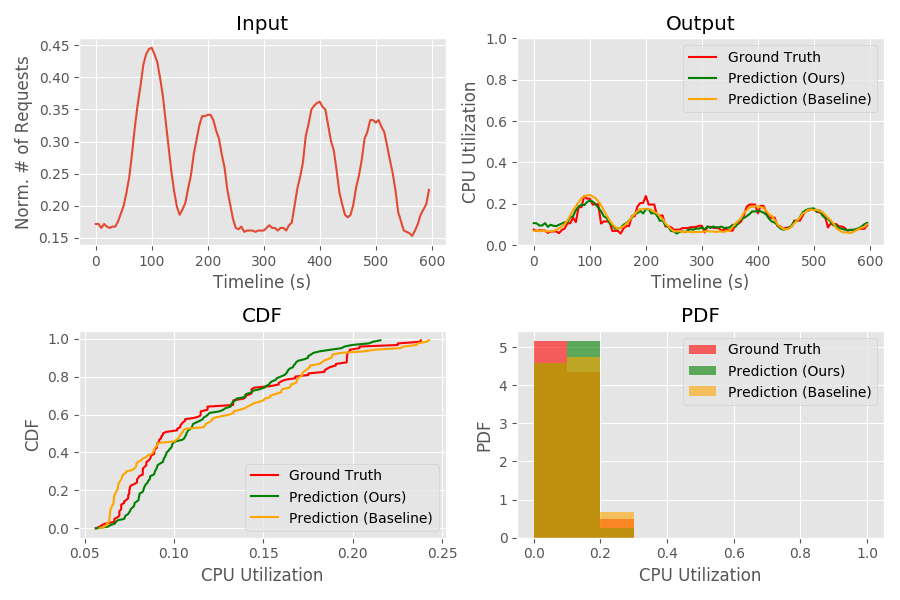 Input
Norm. # of Requests
0.45
0.40
0.35
0.30
0.25
0.20
0.15
0 100 200 300 400 500 600
Timeline (s)
Output
CPU Utilization
1.0
0.8
0.6
0.4
0.2
0.0
Ground Truth
Prediction (Ours)
Prediction (Baseline)
0 100 200 300 400 500 600
Timeline (s)
CDF
CDF
1.0
0.8
0.6
0.4
0.2
0.0
Ground Truth
Prediction (Ours)
Prediction (Baseline)
0.05 0.10 0.15 0.20 0.25
CPU Utilization
PDF
PDF
5
4
3
2
1
0
Ground Truth
Prediction (Ours)
Prediction (Baseline)
0.0 0.2 0.4 0.6 0.8 1.0
CPU Utilization